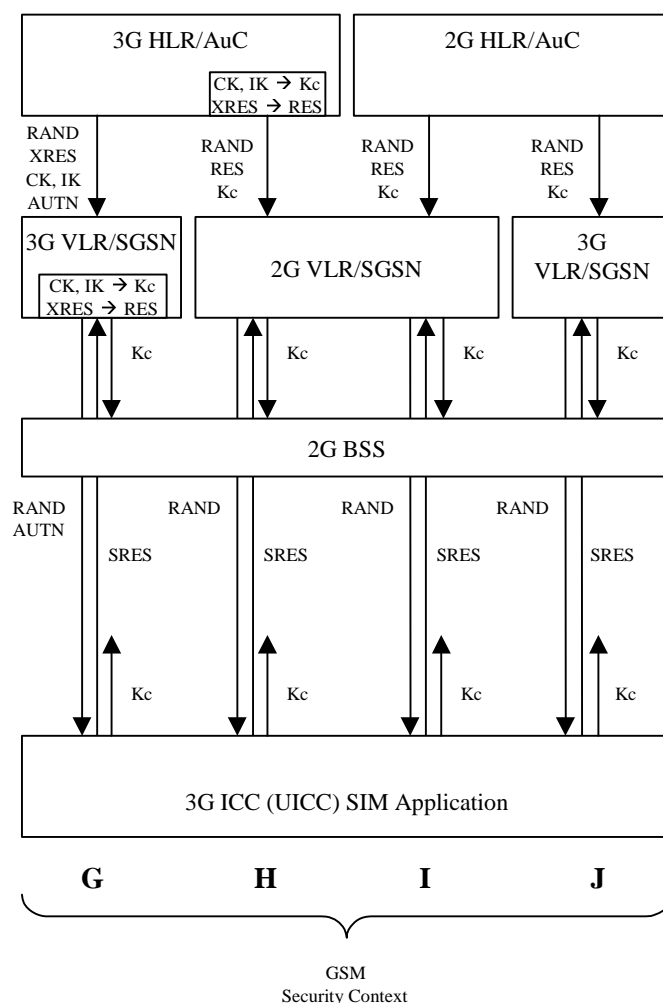 3G HLR/AuC
CK, IK → Kc
XRES → RES
2G HLR/AuC
RAND
XRES
CK, IK
AUTN
RAND
RES
Kc
RAND
RES
Kc
RAND
RES
Kc
3G VLR/SGSN
CK, IK → Kc
XRES → RES
2G VLR/SGSN
3G
VLR/SGSN
Kc
Kc
Kc
Kc
2G BSS
RAND
AUTN
RAND
RAND
RAND
SRES
SRES
SRES
SRES
Kc
Kc
Kc
Kc
3G ICC (UICC) SIM Application
G
H
I
J
GSM
Security Context